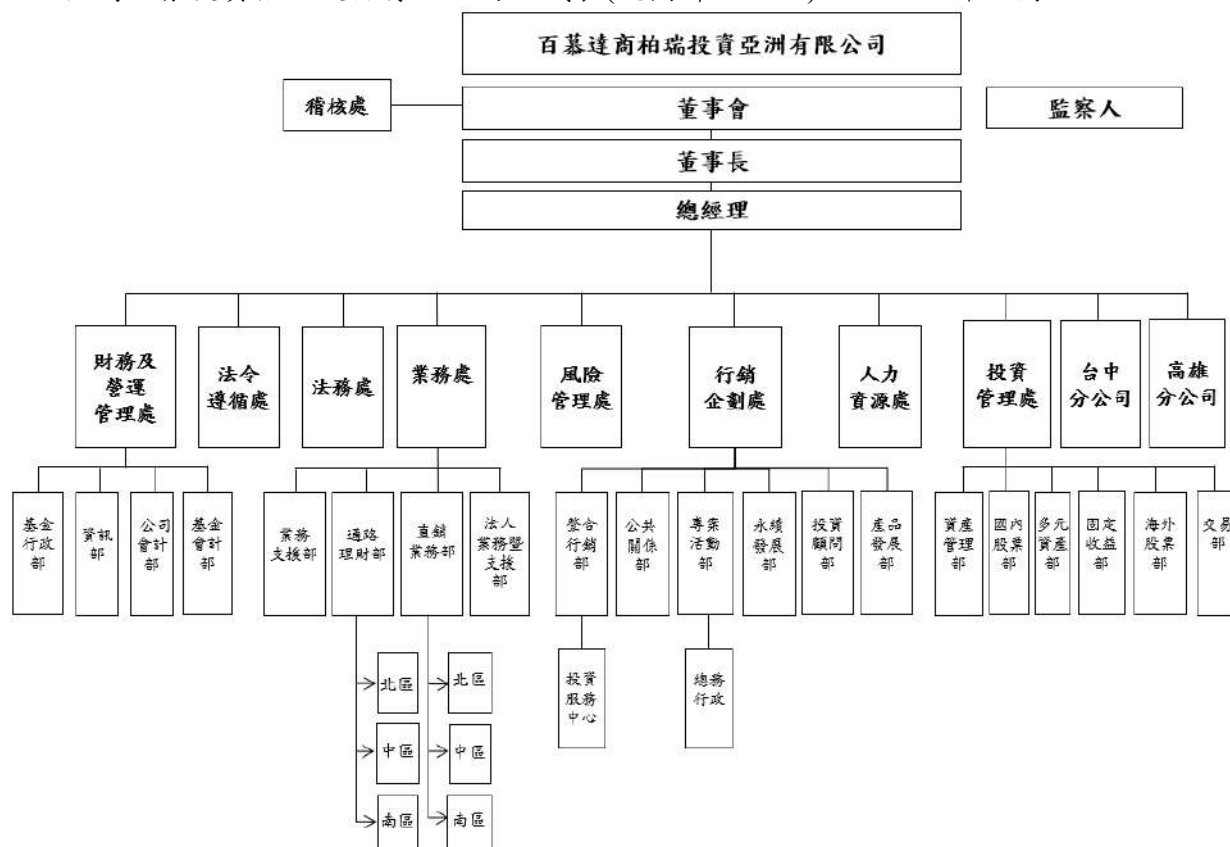 百慕達商柏瑞投資亞洲有限公司
稽核處
董事會
監察人
董事長
總經理
財務及
營運
管理處
法令
遵循處
法務處
業務處
風險
管理處
行銷
企劃處
人力
資源處
投資
管理處
台中
分公司
高雄
分公司
基金
行政
部
資訊
部
公司
會計
部
基金
會計
部
業務
支援部
通路
理財部
直銷
業務部
法人
業務暨
支援
部
整合
行銷
部
公共
關係
部
專案
活動
部
永續
發展
部
投資
顧問
部
產品
發展
部
資產
管理
部
國內
股票
部
多元
資產
部
固定
收益
部
海外
股票
部
交易
部
北區
中區
南區
北區
中區
南區
投資
服務
中心
總務
行政